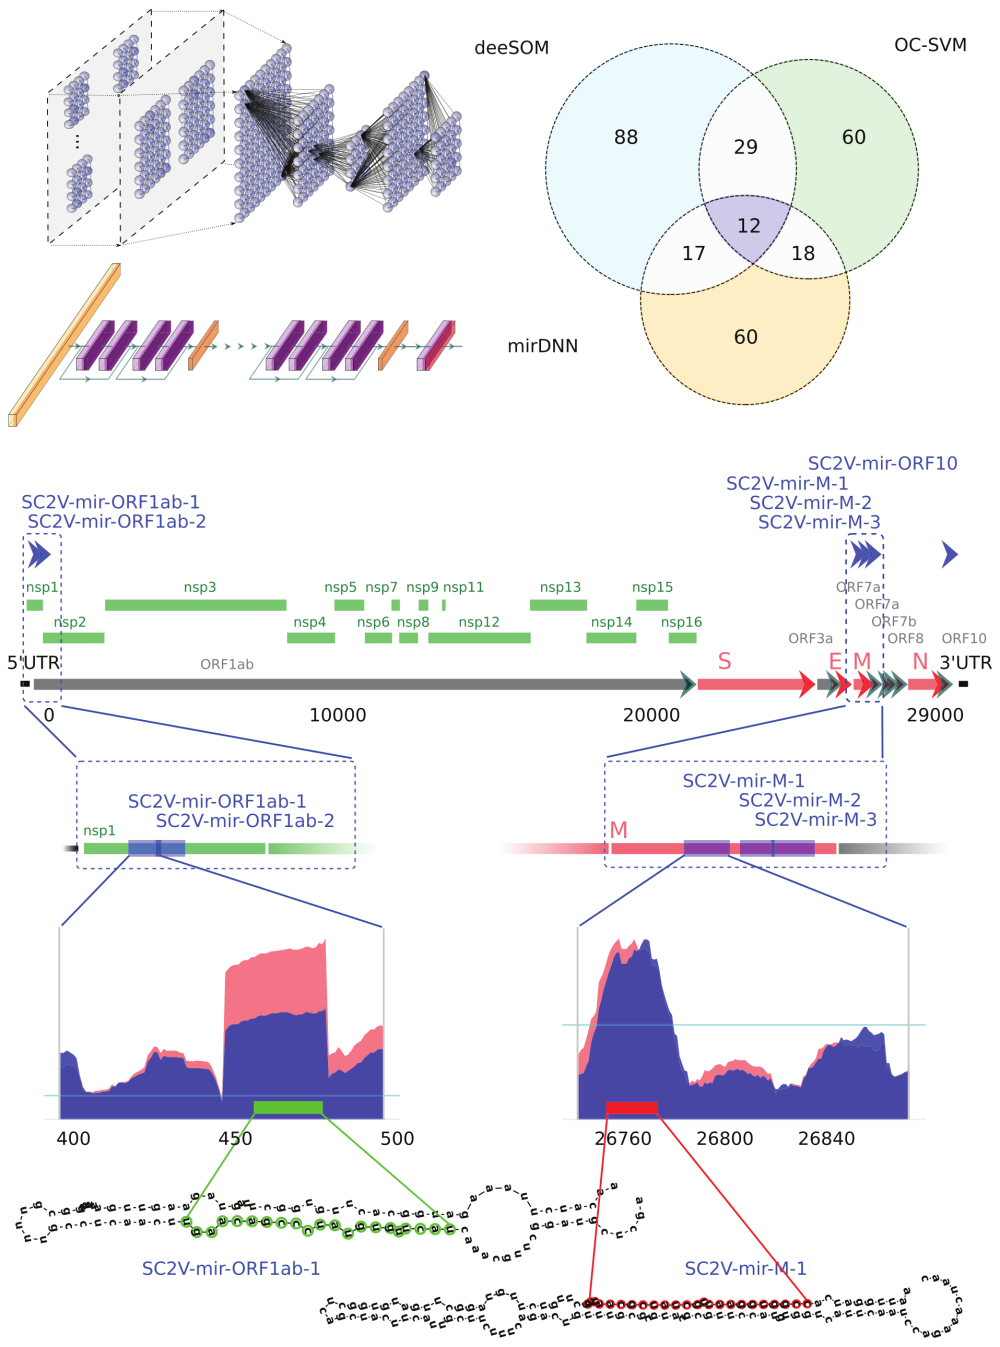 deeSOM
OC-SVM
88
29
60
12
17
18
mirDNN
60
SC2V-mir-ORF10
SC2V-mir-M-1
SC2V-mir-ORF1ab-1
SC2V-mir-M-2
SC2V-mir-ORF1ab-2
SC2V-mir-M-3
nsp1
nsp3
nsp5
nsp7
nsp9
nsp11
nsp13
nsp15
ORF7a
ORF7a
nsp2
nsp4
nsp6
nsp8
nsp12
nsp14
nsp16
ORF7b
ORF3a
ORF8
ORF10
5'UTR
ORF1ab
S
E
M
N
3'UTR
0
10000
20000
29000
SC2V-mir-M-1
SC2V-mir-ORF1ab-1
SC2V-mir-M-2
SC2V-mir-ORF1ab-2
SC2V-mir-M-3
nsp1
M
400
450
500
26760
26800
26840
SC2V-mir-ORF1ab-1
SC2V-mir-M-1